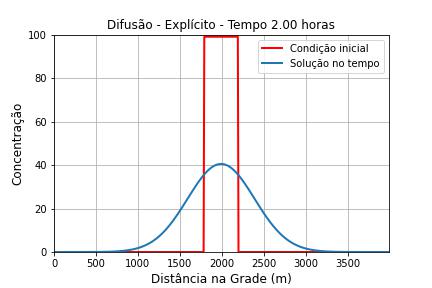 Difusão - Explícito - Tempo 2.00 horas
Condição inicial
Solução no tempo
Concentração
100
80
60
40
20
0
0 500 1000 1500 2000 2500 3000 3500
Distância na Grade (m)